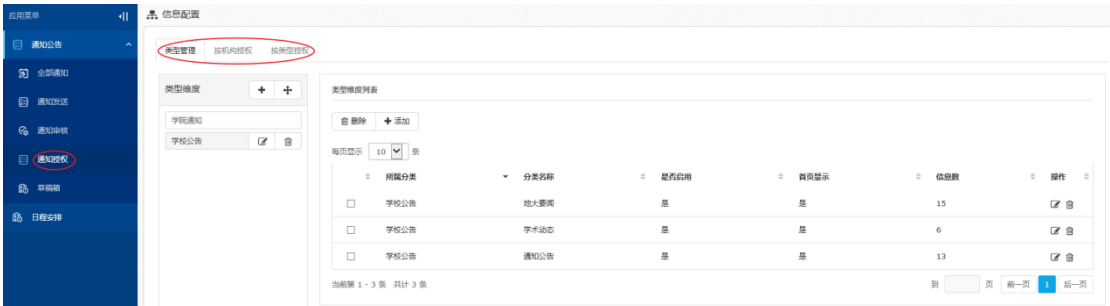 应用菜单
信息配置
通知公告
全部通知
通知发送
通知审核
通知授权
草稿箱
日程安排
类型管理 按机构授权 按类型授权
类型维度
学院通知
学校公告
类型维度列表
删除 添加
每页显示 10 条
所属分类 分类名称 是否启用 首页显示 信息数 操作
学校公告 地大要闻 是 是 15
学校公告 学术动态 是 是 6
学校公告 通知公告 是 是 13
当前第 1 - 3 条 共计 3 条
到 页 前一页 1 后一页